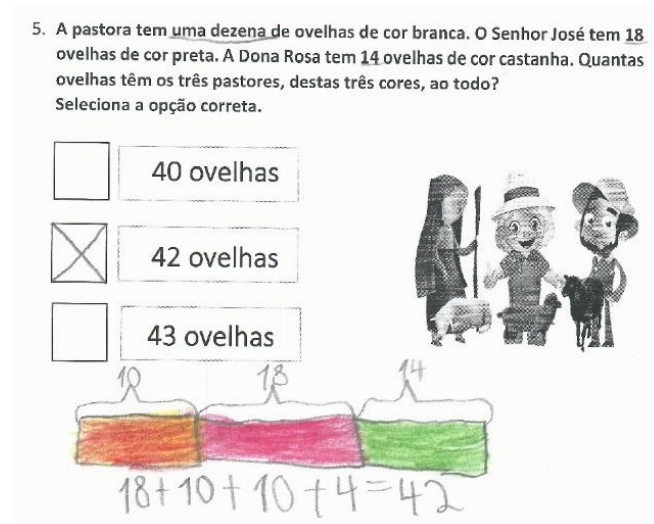 5. A pastora tem uma dezena de ovelhas de cor branca. O Senhor José tem 18
ovelhas de cor preta. A Dona Rosa tem 14 ovelhas de cor castanha. Quantas
ovelhas têm os três pastores, destas três cores, ao todo?
Seleciona a opção correta.
40 ovelhas
42 ovelhas
43 ovelhas
10 18 14
18+10+10+4=42